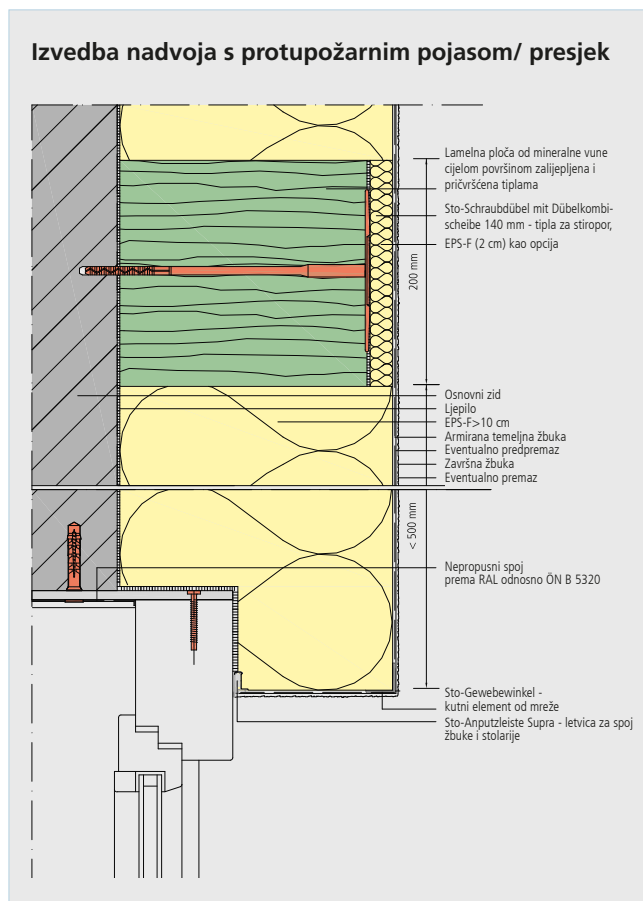 Izvedba nadvoja s protupožarnim pojasom/ presjek
Lamelna ploča od mineralne vune
cijelom površinom zalijepljena i
pričvršćena tiplama
Sto-Schraubdübel mit Dübelkombi-
scheibe 140 mm - tipla za stiropor,
EPS-F (2 cm) kao opcija
200 mm
Osnovni zid
Ljepilo
EPS-F>10 cm
Armirana temeljna žbuka
Eventualno predpremaz
Završna žbuka
Eventualno premaz
< 500 mm
Nepropusni spoj
prema RAL odnosno ÖN B 5320
Sto-Gewebewinkel -
kutni element od mreže
Sto-Anputzleiste Supra - letvica za spoj
žbuke i stolarije